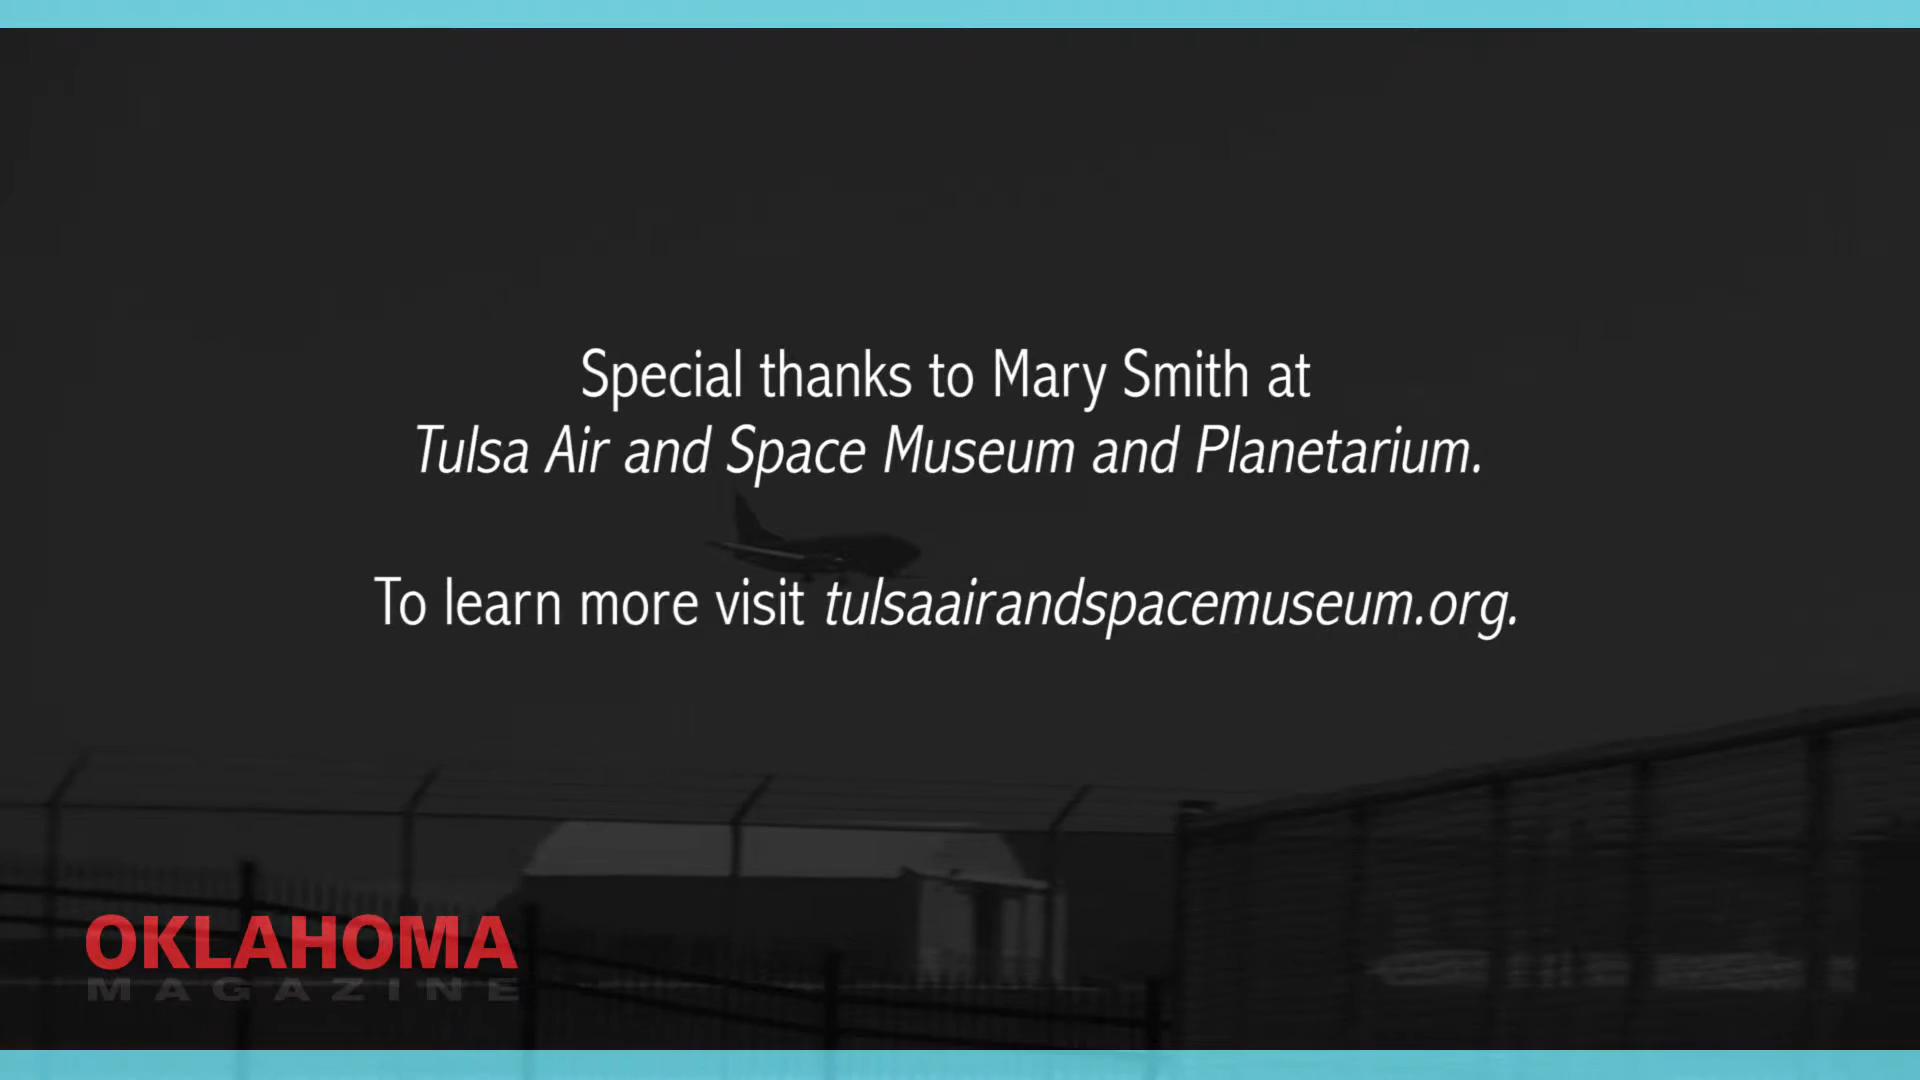 Special thanks to Mary Smith at
Tulsa Air and Space Museum and Planetarium.
To learn more visit tulsaairandspacemuseum.org.
OKLAHOMA
MAGAZINE